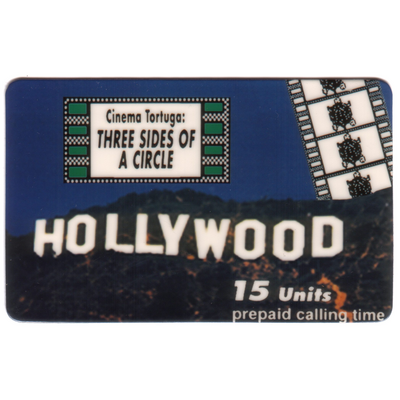 Cinema Tortuga:
THREE SIDES OF
A CIRCLE
HOLLYWOOD
15 Units
prepaid calling time